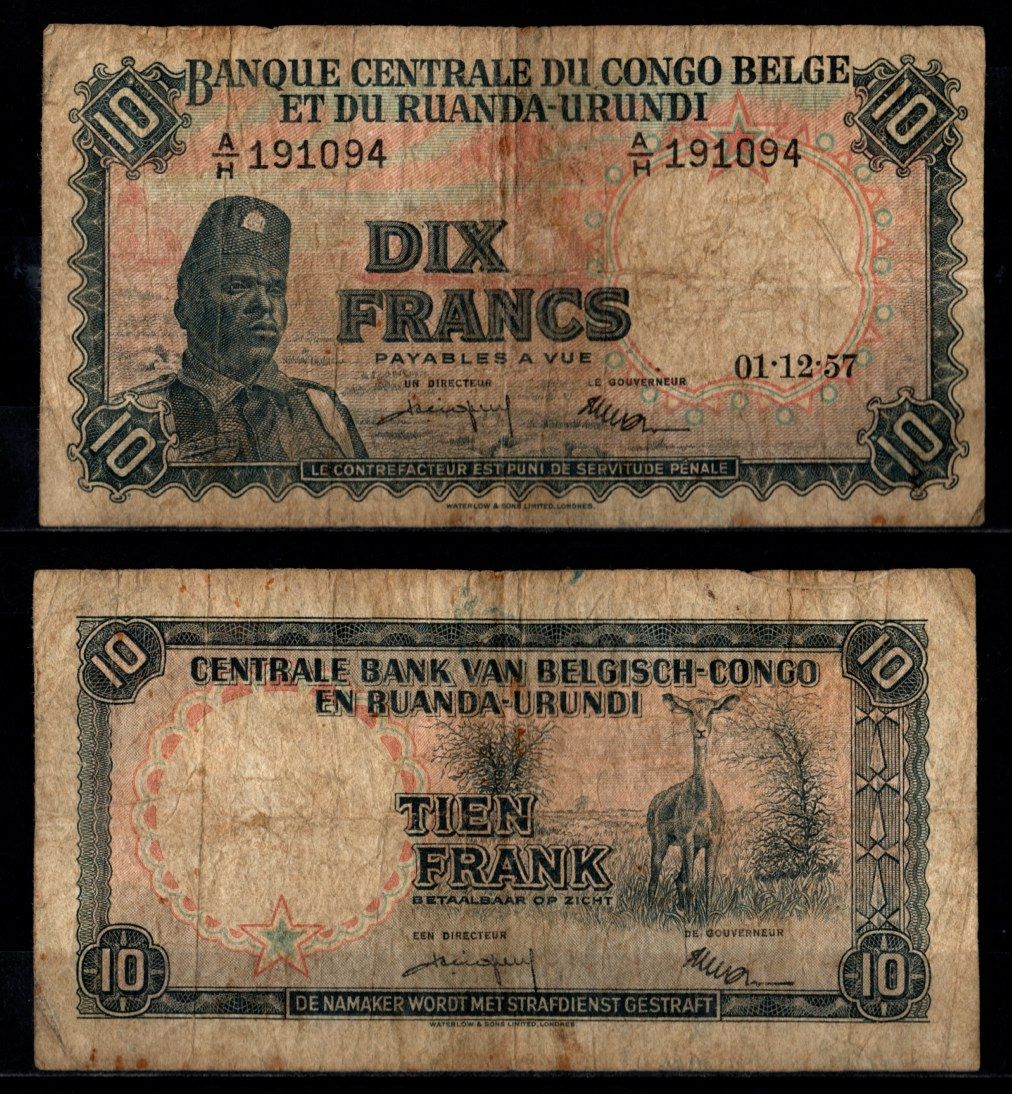 10
BANQUE CENTRALE DU CONGO BELGE
10
ET DU RUANDA-URUNDI
A/H 191094
A/H 191094
DIX
FRANCS
PAYABLES A VUE
01·12·57
UN DIRECTEUR
LE GOUVERNEUR
10
10
LE CONTREFACTEUR EST PUNI DE SERVITUDE PÉNALE
WATERLOW & SONS LIMITED, LONDRES.
10
10
CENTRALE BANK VAN BELGISCH-CONGO
EN RUANDA-URUNDI
TIEN
FRANK
BETAALBAAR OP ZICHT
EEN DIRECTEUR
DE GOUVERNEUR
10
10
DE NAMAKER WORDT MET STRAFDIENST GESTRAFT
WATERLOW & SONS LIMITED, LONDRES